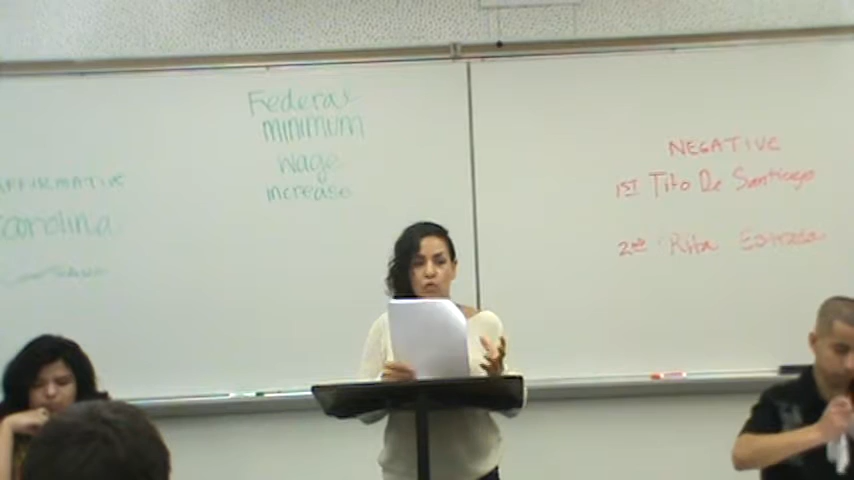 Federal
minimum
wage
increase
AFFIRMATIVE
Carolina
NEGATIVE
1ST Tito De Santiago
2nd Rita Estrada